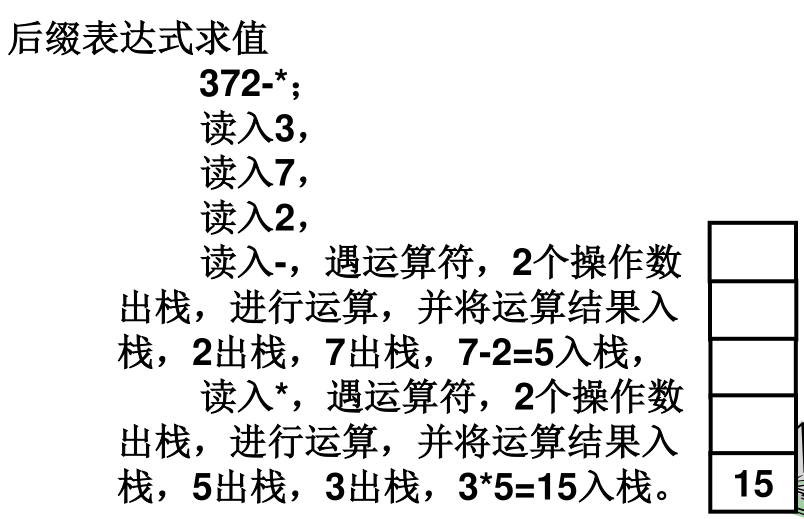 后缀表达式求值
372-*；
读入3，
读入7，
读入2，
读入-，遇运算符，2个操作数
出栈，进行运算，并将运算结果入
栈，2出栈，7出栈，7-2=5入栈，
读入*，遇运算符，2个操作数
出栈，进行运算，并将运算结果入
栈，5出栈，3出栈，3*5=15入栈。
15